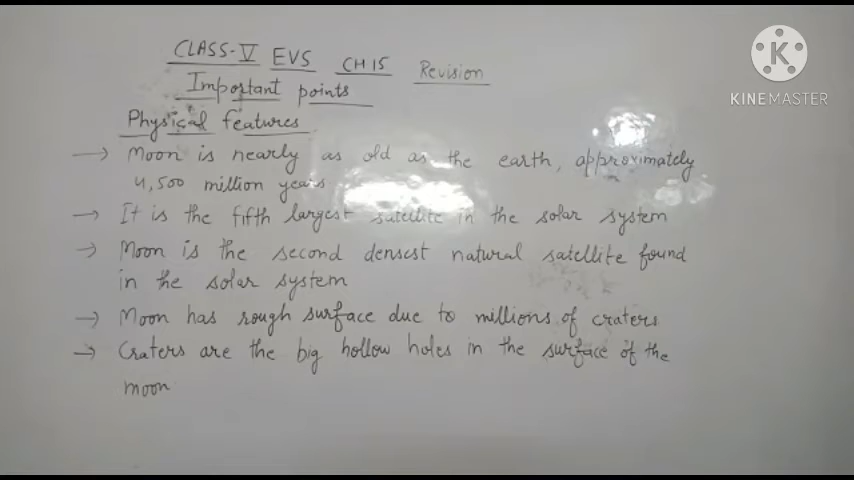 CLASS-V EVS CH 15 Revision
Important points
Physical features
→ Moon is nearly as old as the earth, approximately
4,500 million years
→ It is the fifth largest satellite in the solar system
→ Moon is the second densest natural satellite found
in the solar system
→ Moon has rough surface due to millions of craters
→ Craters are the big hollow holes in the surface of the
moon
K
KINEMASTER